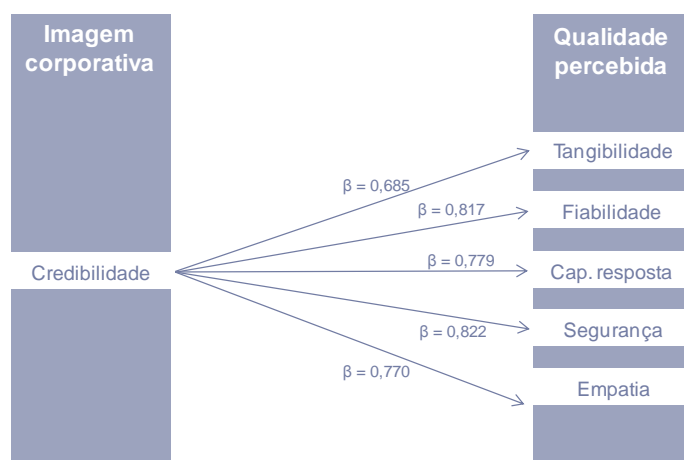 Imagem
corporativa
Qualidade
percebida
Tangibilidade
β = 0,685
β = 0,817
Fiabilidade
β = 0,779
Credibilidade
Cap. resposta
β = 0,822
Segurança
β = 0,770
Empatia